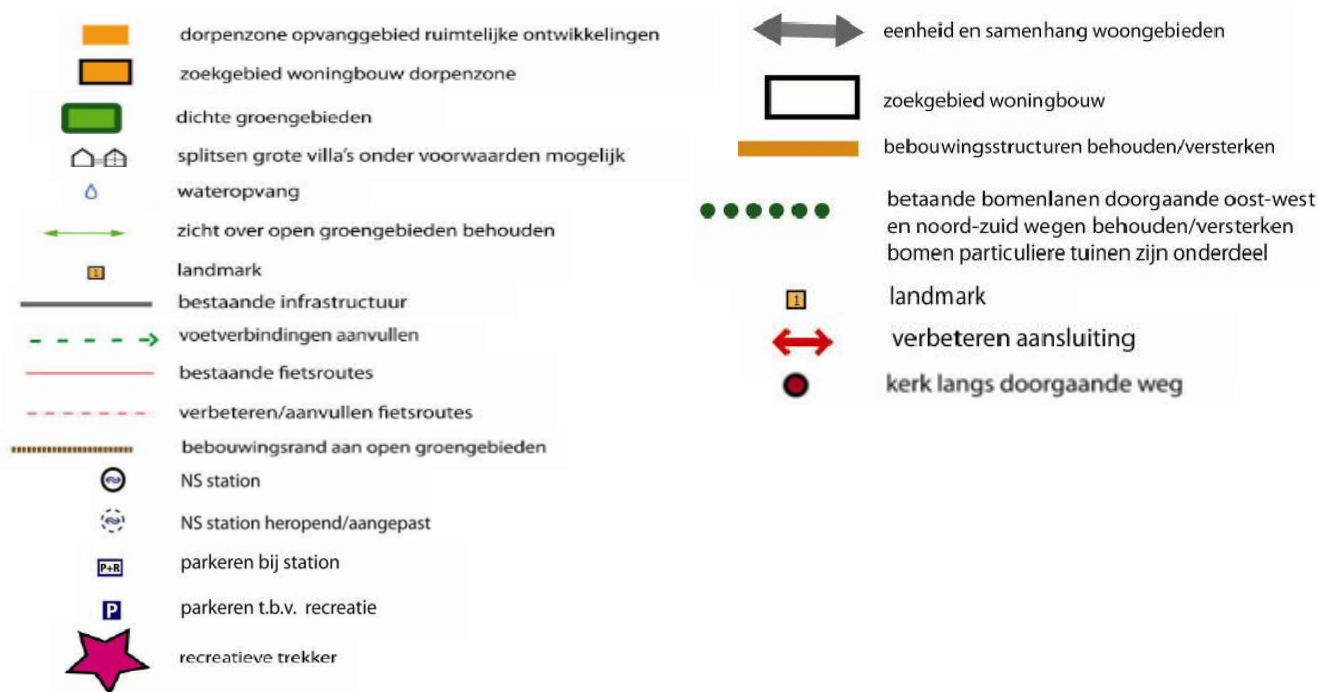 dorpenzone opvanggebied ruimtelijke ontwikkelingen
zoekgebied woningbouw dorpenzone
dichte groengebieden
splitsen grote villa's onder voorwaarden mogelijk
wateropvang
zicht over open groengebieden behouden
1 landmark
bestaande infrastructuur
voetverbindingen aanvullen
bestaande fietsroutes
verbeteren/aanvullen fietsroutes
bebouwingsrand aan open groengebieden
NS station
NS station heropend/aangepast
P+R parkeren bij station
P parkeren t.b.v. recreatie
recreatieve trekker
eenheid en samenhang woongebieden
zoekgebied woningbouw
bebouwingsstructuren behouden/versterken
betaande bomenlanen doorgaande oost-west
en noord-zuid wegen behouden/versterken
bomen particuliere tuinen zijn onderdeel
1 landmark
verbeteren aansluiting
kerk langs doorgaande weg